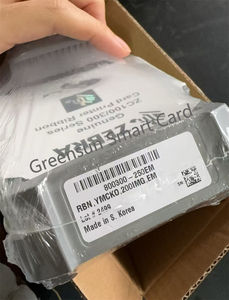 Genuine
ZC100/300 Series
Card Printer Ribbon
ZEBRA
Greensun Smart Card
800300-250EM
RBN,YMCKO,200IMG,EM
Made in S. Korea